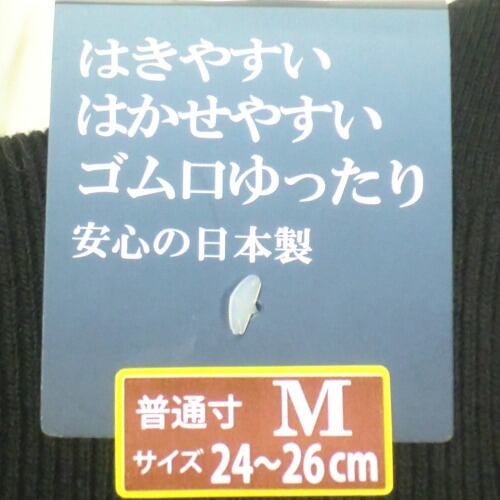 はきやすい
はかせやすい
ゴム口ゆったり
安心の日本製
普通寸 M
サイズ 24~26cm